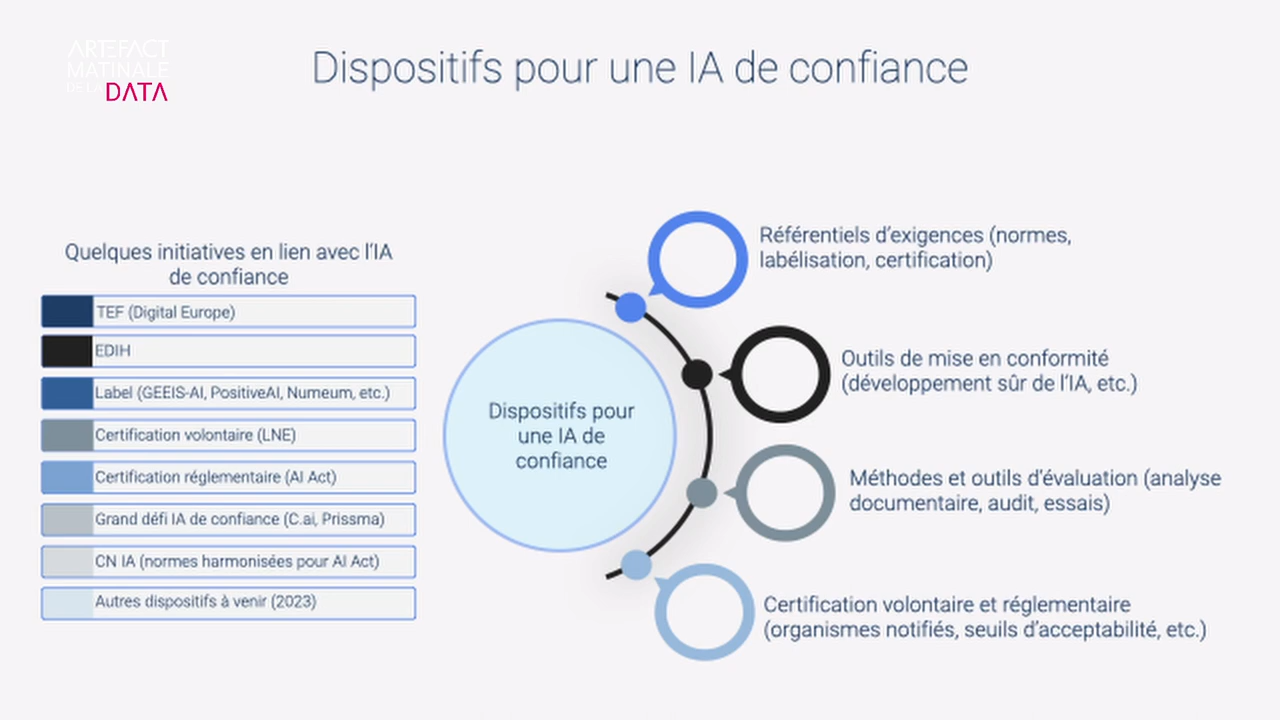 ARTEFACT
MATINALE
DE LA DATA
Dispositifs pour une IA de confiance
Quelques initiatives en lien avec l'IA
de confiance
TEF (Digital Europe)
EDIH
Label (GEEIS-AI, PositiveAI, Numeum, etc.)
Certification volontaire (LNE)
Certification réglementaire (AI Act)
Grand défi IA de confiance (C.ai, Prissma)
CN IA (normes harmonisées pour AI Act)
Autres dispositifs à venir (2023)
Dispositifs pour
une IA de
confiance
Référentiels d'exigences (normes,
labélisation, certification)
Outils de mise en conformité
(développement sûr de l'IA, etc.)
Méthodes et outils d'évaluation (analyse
documentaire, audit, essais)
Certification volontaire et réglementaire
(organismes notifiés, seuils d'acceptabilité, etc.)